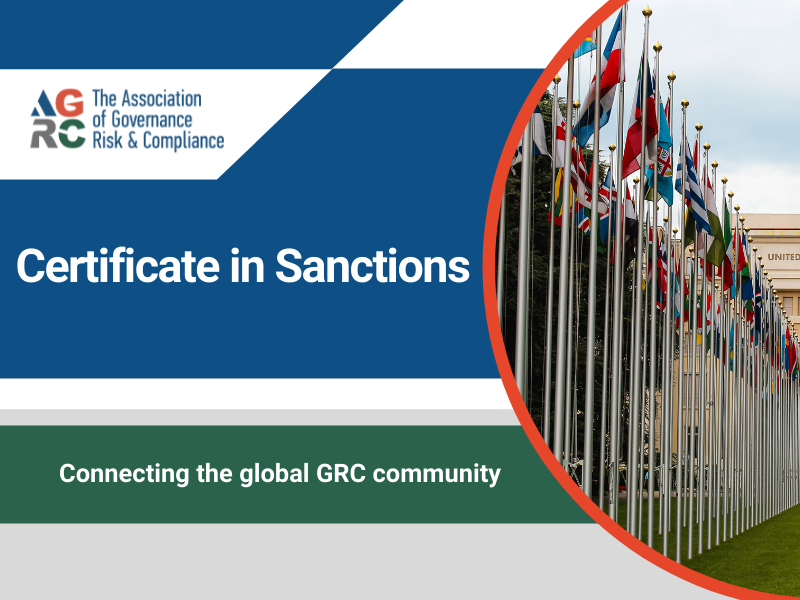 AG
RC
The Association
of Governance
Risk & Compliance
Certificate in Sanctions
UNITED
Connecting the global GRC community